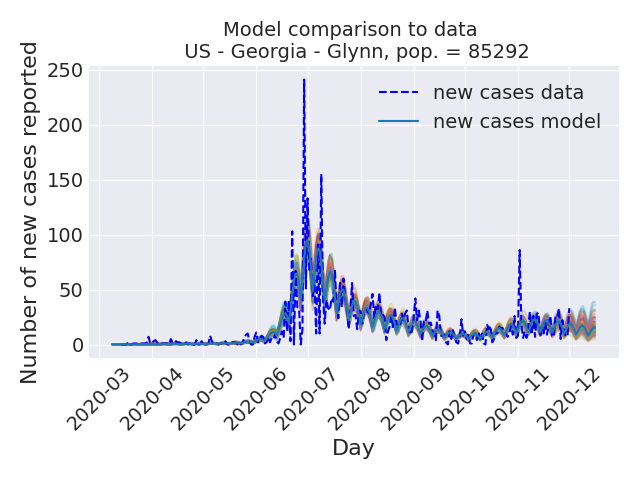 Model comparison to data
US - Georgia - Glynn, pop. = 85292
Number of new cases reported
250
200
150
100
50
0
new cases data
new cases model
2020-03
2020-04
2020-05
2020-06
2020-07
2020-08
2020-09
2020-10
2020-11
2020-12
Day